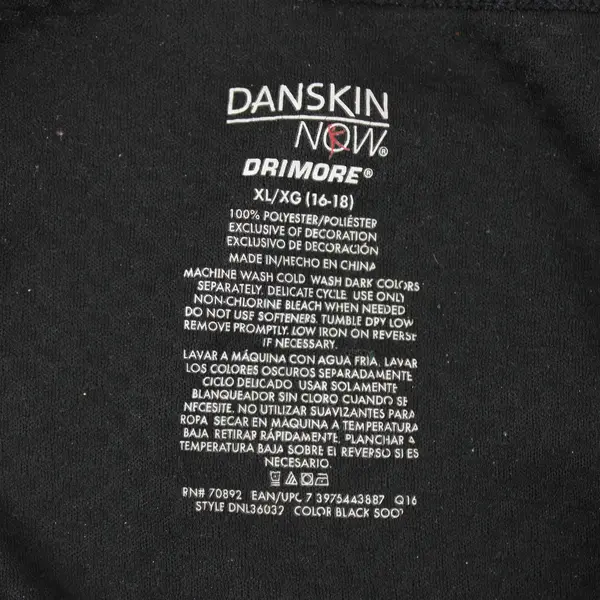 DANSKIN
NOW®
DRIMORE®
XL/XG (16-18)
100% POLYESTER/POLIÉSTER
EXCLUSIVE OF DECORATION
EXCLUSIVO DE DECORACIÓN
MADE IN/HECHO EN CHINA
MACHINE WASH COLD WASH DARK COLORS
SEPARATELY. DELICATE CYCLE. USE ONLY
NON-CHLORINE BLEACH WHEN NEEDED
DO NOT USE SOFTENERS. TUMBLE DPY LOW
REMOVE PROMPTLY. LOW IRON ON REVERSE
IF NECESSARY.
LAVAR A MÁQUINA CON AGUA FRIA. LAVAR
LOS COLORES OSCUROS SEPARADAMENTE
CICLO DELICADO USAR SOLAMENTE
BLANQUEADOR SIN CLORO CUANDO SE
NECESITE. NO UTILIZAR SUAVIZANTES PARA
ROPA SECAR EN MAQUINA A TEMPERATURA
BAJA RETIRAR RÁPIDAMENTE. PLANCHAR A
TEMPERATURA BAJA SOBRE EL REVERSO SI ES
NECESARIO.
RN# 70892 EAN/UPC 7 3975443887 Q16
STYLE DNL36032 COLOR BLACK SOOT